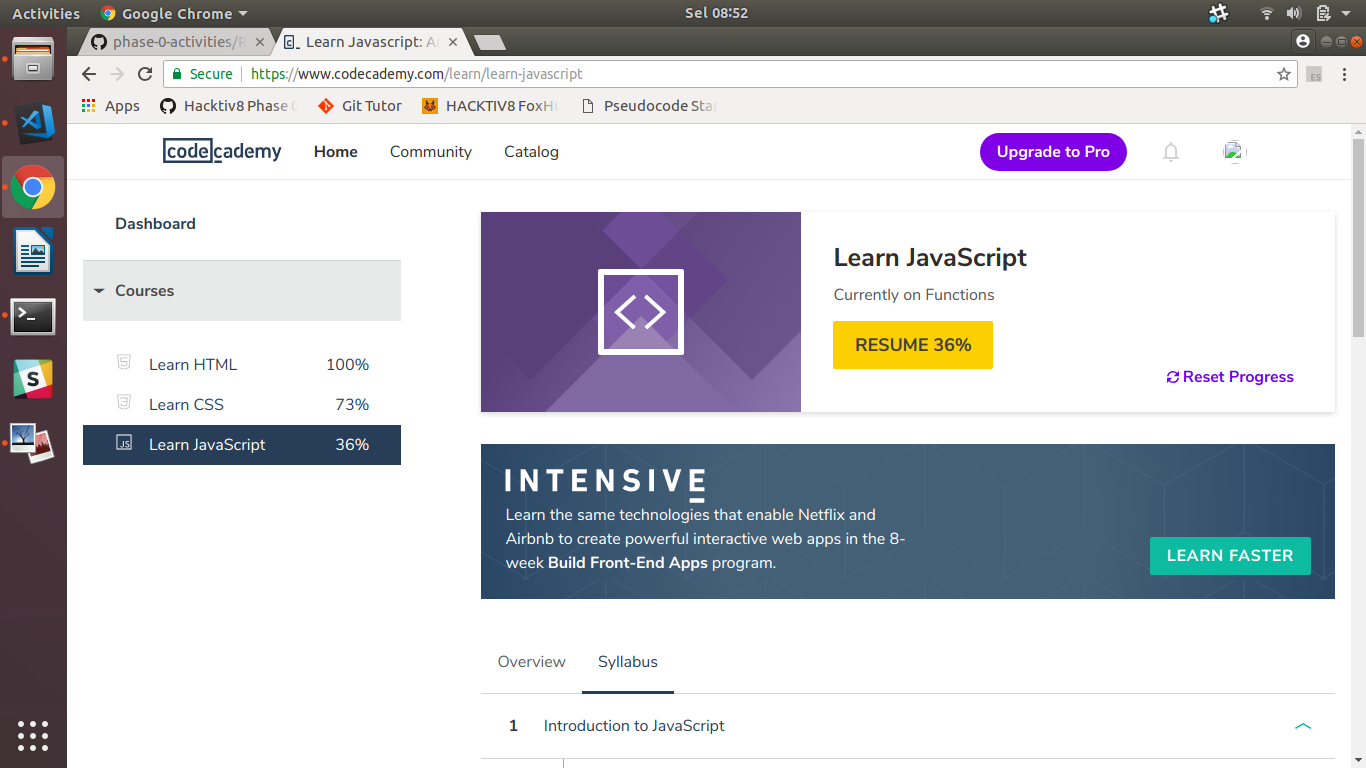 Activities
Google Chrome
Sel 08:52
phase-0-activities/
Learn Javascript:
Secure
https://www.codecademy.com/learn/learn-javascript
ES
Apps
Hacktiv8 Phase
Git Tutor
HACKTIV8
Pseudocode
codecademy
Home
Community
Catalog
Upgrade to Pro
Dashboard
Courses
Learn HTML 100%
Learn CSS 73%
JS Learn JavaScript 36%
Learn JavaScript
Currently on Functions
RESUME 36%
Reset Progress
INTENSIVE
Learn the same technologies that enable Netflix and
Airbnb to create powerful interactive web apps in the 8-
week Build Front-End Apps program.
LEARN FASTER
Overview
Syllabus
1 Introduction to JavaScript